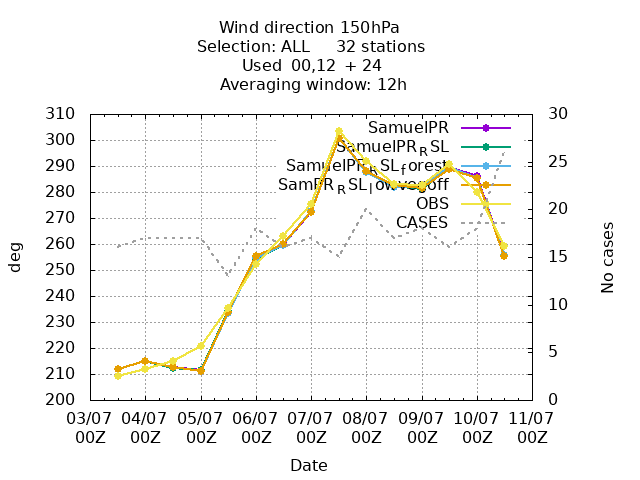 Wind direction 150hPa
Selection: ALL 32 stations
Used 00,12 + 24
Averaging window: 12h
310
300
290
280
270
260
250
240
230
220
210
200
deg
30
25
20
15
10
5
0
No cases
SamuelPR
SamuelPR_RSL
OBS
CASES
03/07 04/07 05/07 06/07 07/07 08/07 09/07 10/07 11/07
00Z 00Z 00Z 00Z 00Z 00Z 00Z 00Z 00Z
Date